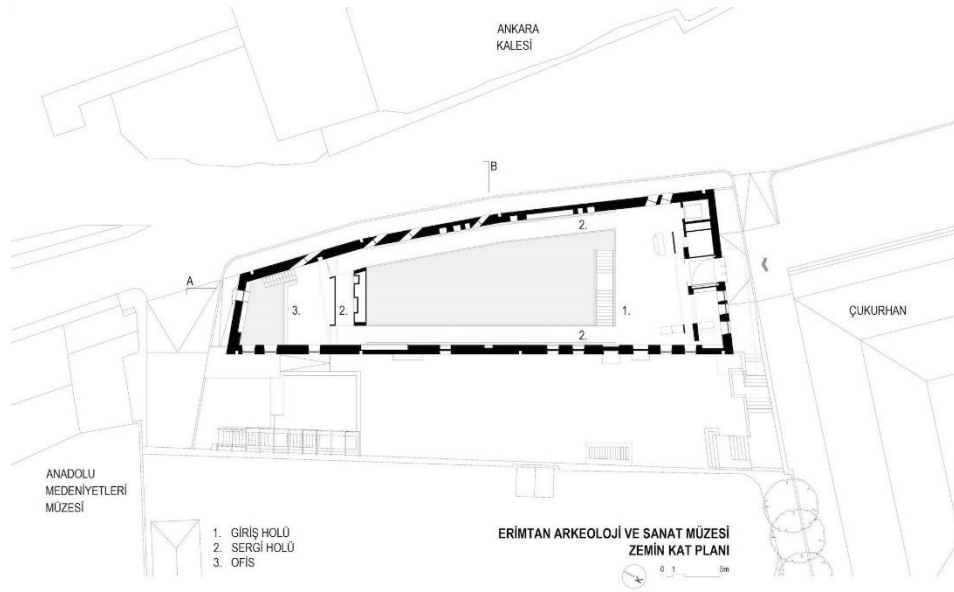 ANKARA
KALESİ
B
A
2.
3.
2.
1.
2.
ÇUKURHAN
ANADOLU
MEDENİYETLERİ
MÜZESİ
1. GİRİŞ HOLÜ
2. SERGİ HOLÜ
3. OFİS
ERİMTAN ARKEOLOJİ VE SANAT MÜZESİ
ZEMİN KAT PLANI
K
0 1 5m